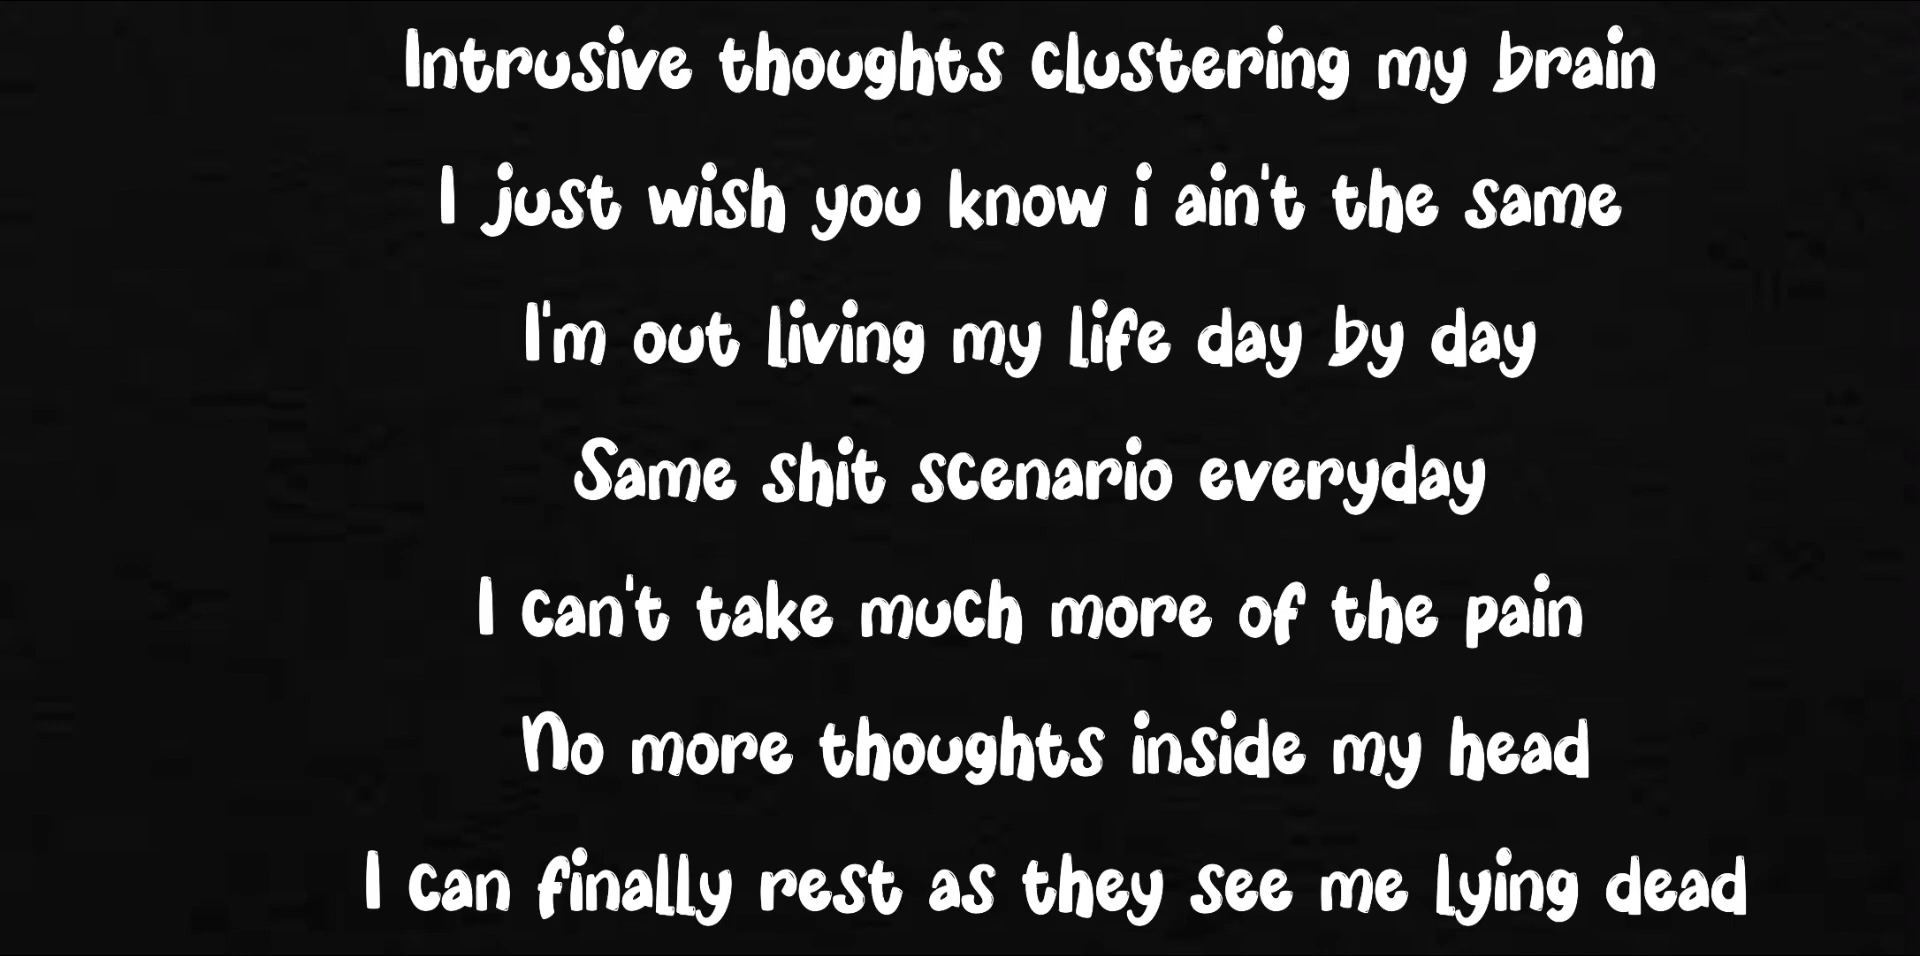 Intrusive thoughts clustering my brain
I just wish you know i ain't the same
I'm out living my life day by day
Same shit scenario everyday
I can't take much more of the pain
No more thoughts inside my head
I can finally rest as they see me lying dead